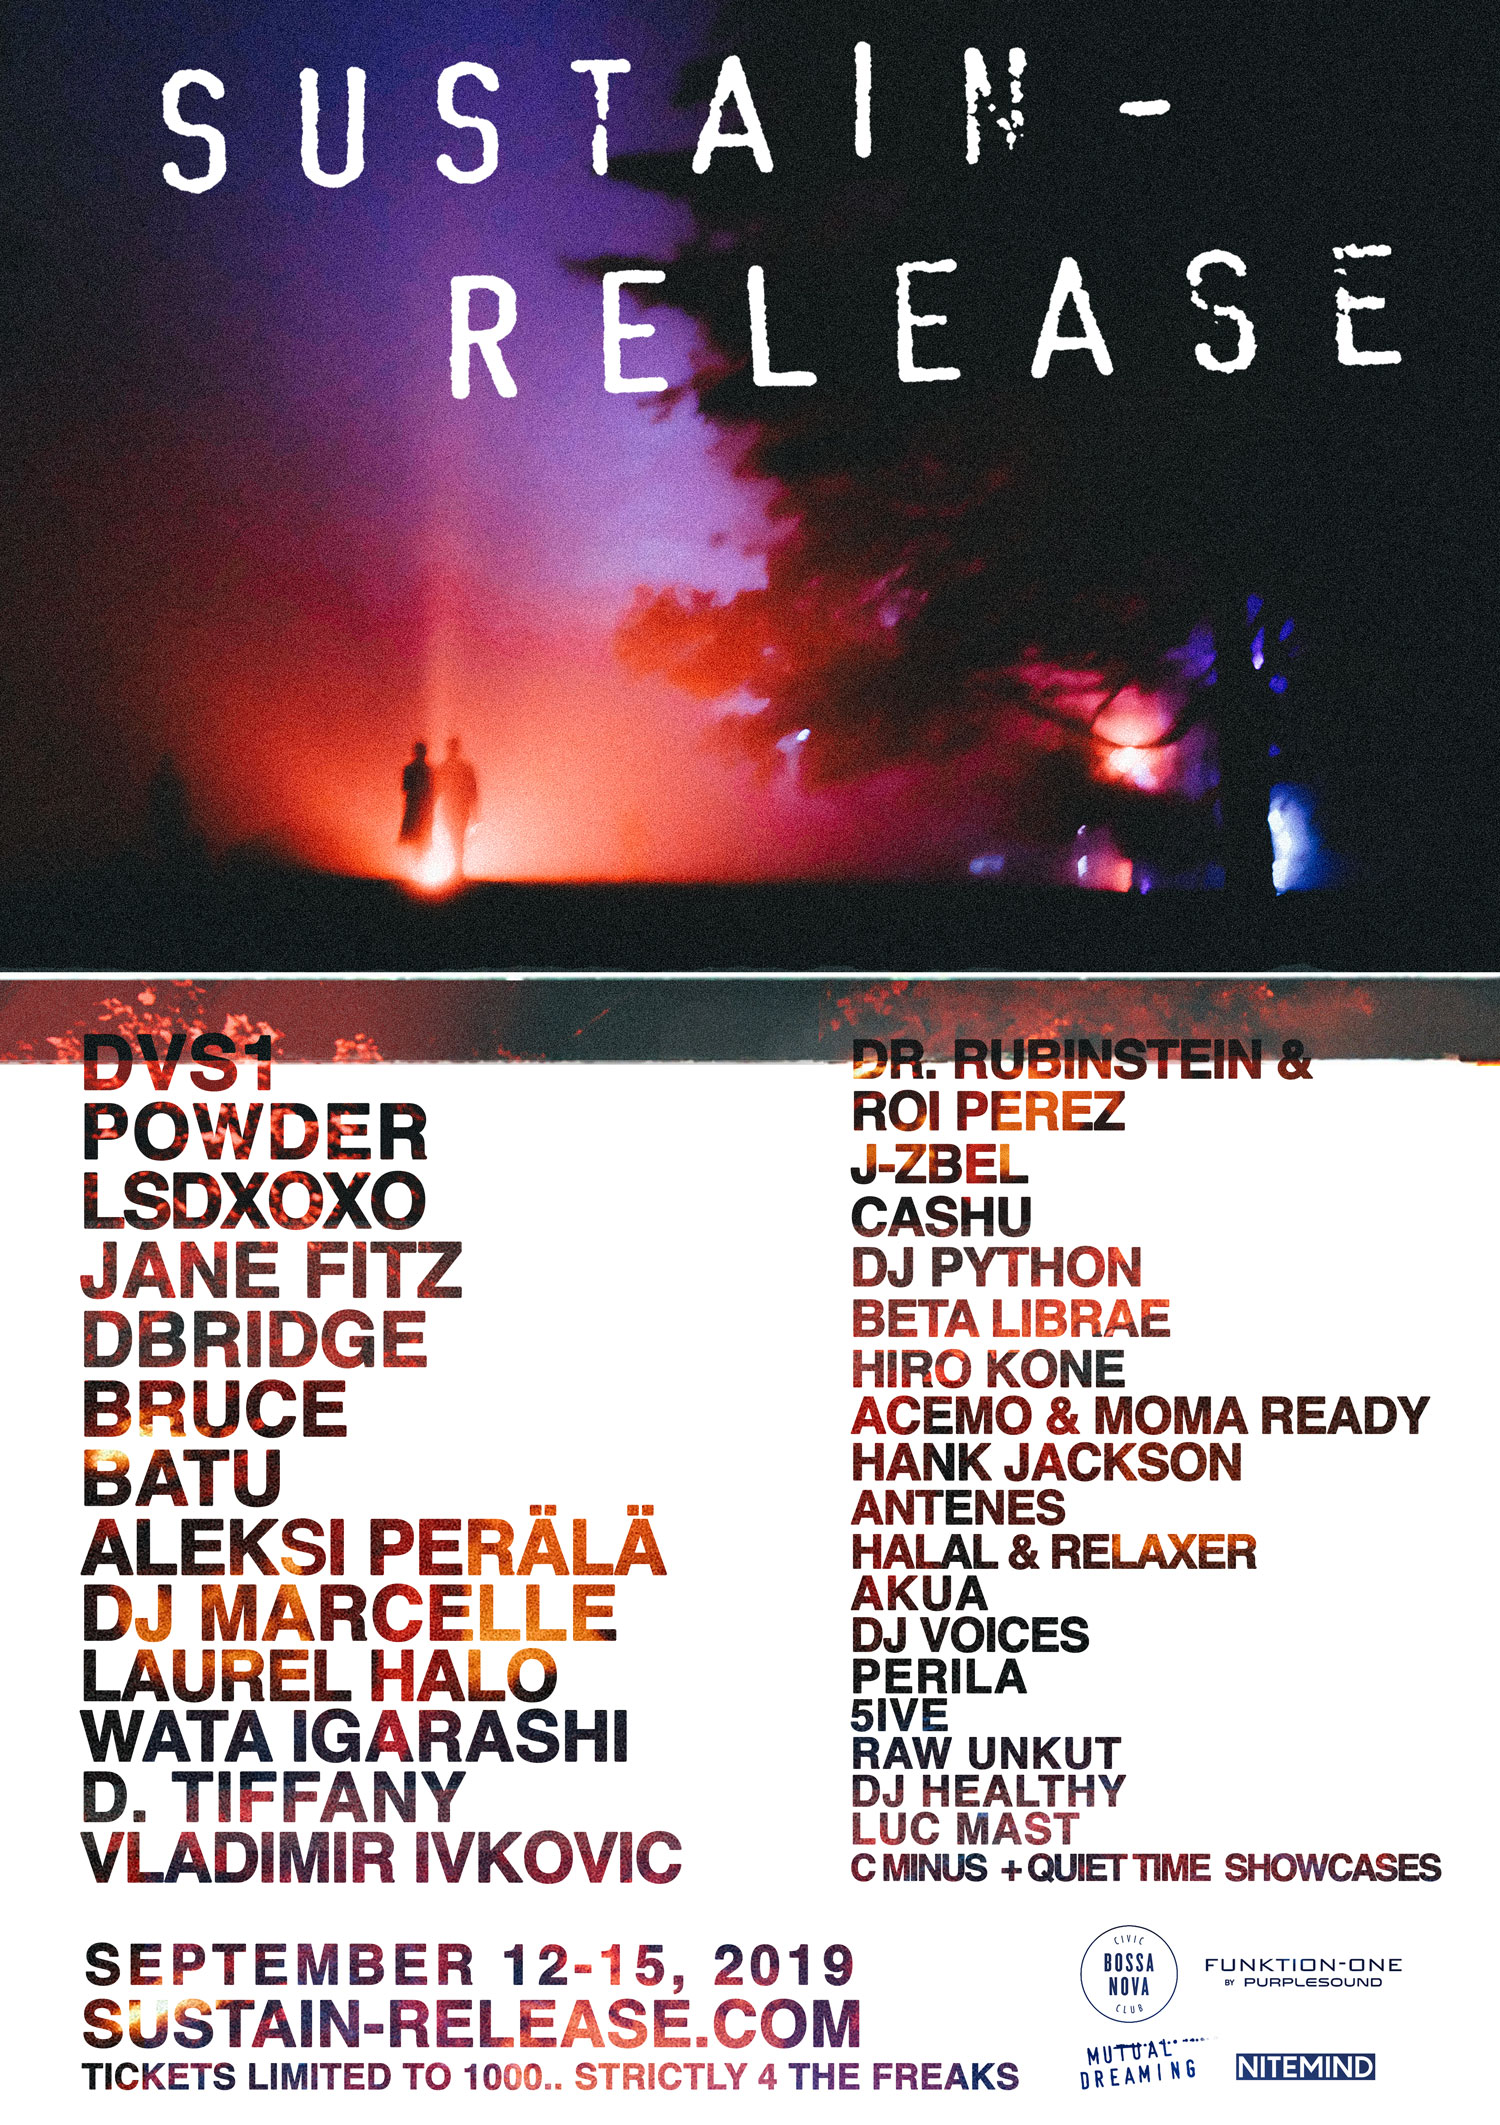 SUSTAIN-
RELEASE
DVS1
POWDER
LSDXOXO
JANE FITZ
DBRIDGE
BRUCE
BATU
ALEKSI PERÄLÄ
DJ MARCELLE
LAUREL HALO
WATA IGARASHI
D. TIFFANY
VLADIMIR IVKOVIC
DR. RUBINSTEIN &
ROI PEREZ
J-ZBEL
CASHU
DJ PYTHON
BETA LIBRAE
HIRO KONE
ACEMO & MOMA READY
HANK JACKSON
ANTENES
HALAL & RELAXER
AKUA
DJ VOICES
PERILA
5IVE
RAW UNKUT
DJ HEALTHY
LUC MAST
C MINUS + QUIET TIME SHOWCASES
SEPTEMBER 12-15, 2019
SUSTAIN-RELEASE.COM
TICKETS LIMITED TO 1000.. STRICTLY 4 THE FREAKS
CIVIC
BOSSA
NOVA
CLUB
FUNKTION-ONE
BY PURPLESOUND
MUTUAL
DREAMING
NITEMIND